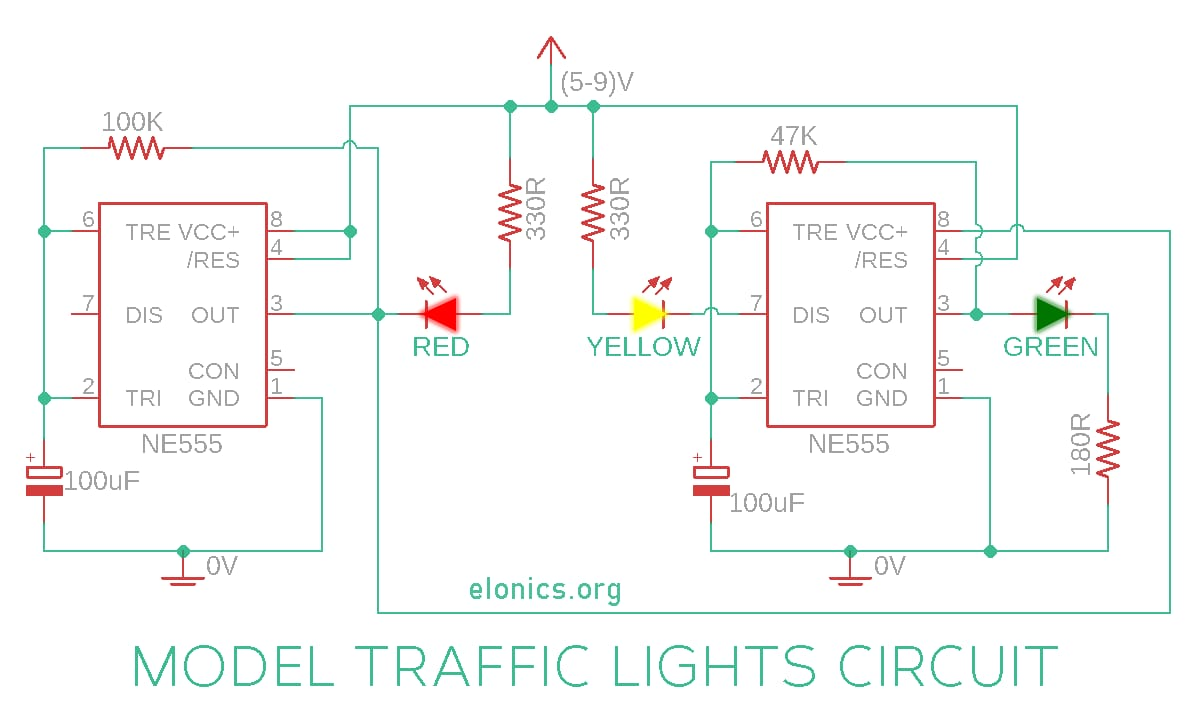 (5-9)V
100K
47K
330R
330R
6 TRE VCC+ 8
/RES 4
7 DIS OUT 3
CON 5
2 TRI GND 1
NE555
RED
YELLOW
6 TRE VCC+ 8
/RES 4
7 DIS OUT 3
CON 5
2 TRI GND 1
NE555
GREEN
180R
+
100uF
+
100uF
0V
0V
elonics.org
MODEL TRAFFIC LIGHTS CIRCUIT